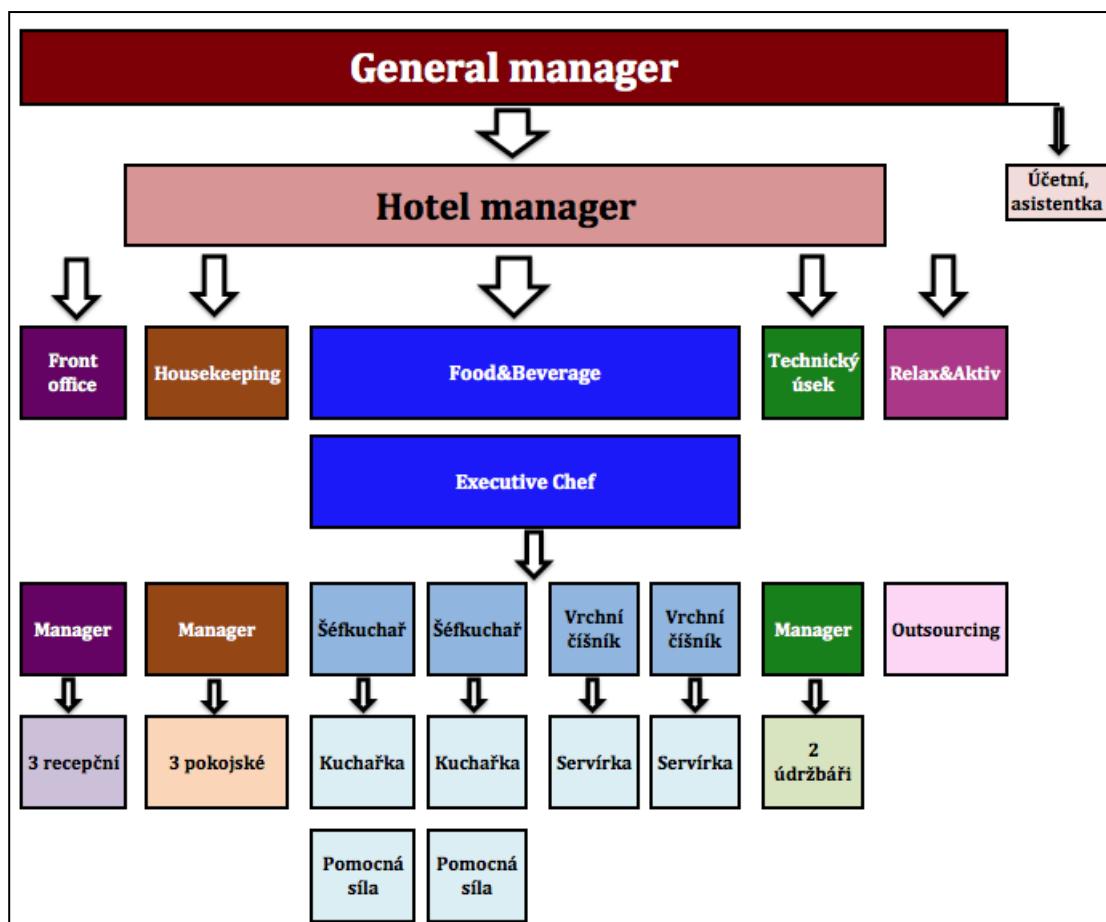 General manager
Hotel manager
Účetní,
asistentka
Front
office
Housekeeping
Food&Beverage
Technický
úsek
Relax&Aktiv
Executive Chef
Manager
Manager
Šéfkuchař
Šéfkuchař
Vrchní
číšník
Vrchní
číšník
Manager
Outsourcing
3 recepční
3 pokojské
Kuchařka
Kuchařka
Servírka
Servírka
2
údržbáři
Pomocná
síla
Pomocná
síla